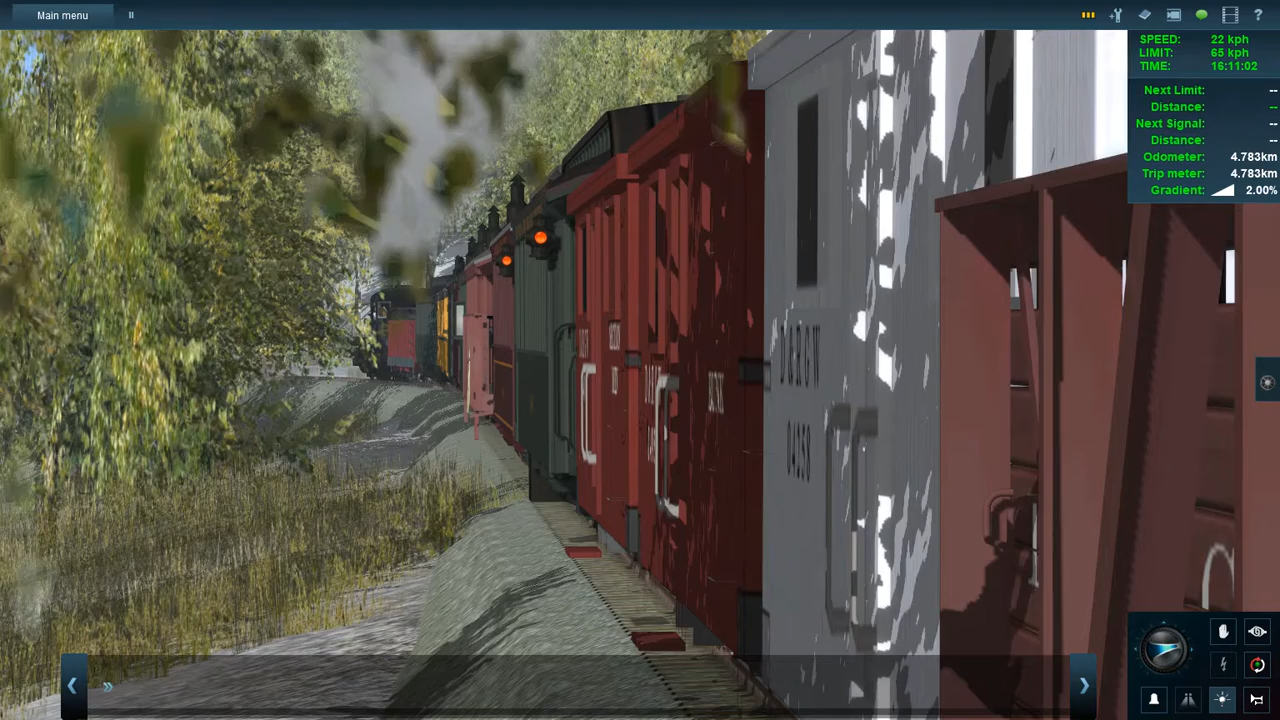 Main menu
?
SPEED: 22 kph
LIMIT: 65 kph
TIME: 16:11:02
Next Limit: --
Distance: --
Next Signal: --
Distance: --
Odometer: 4.783km
Trip meter: 4.783km
Gradient: 2.00%
D&RGW
04258